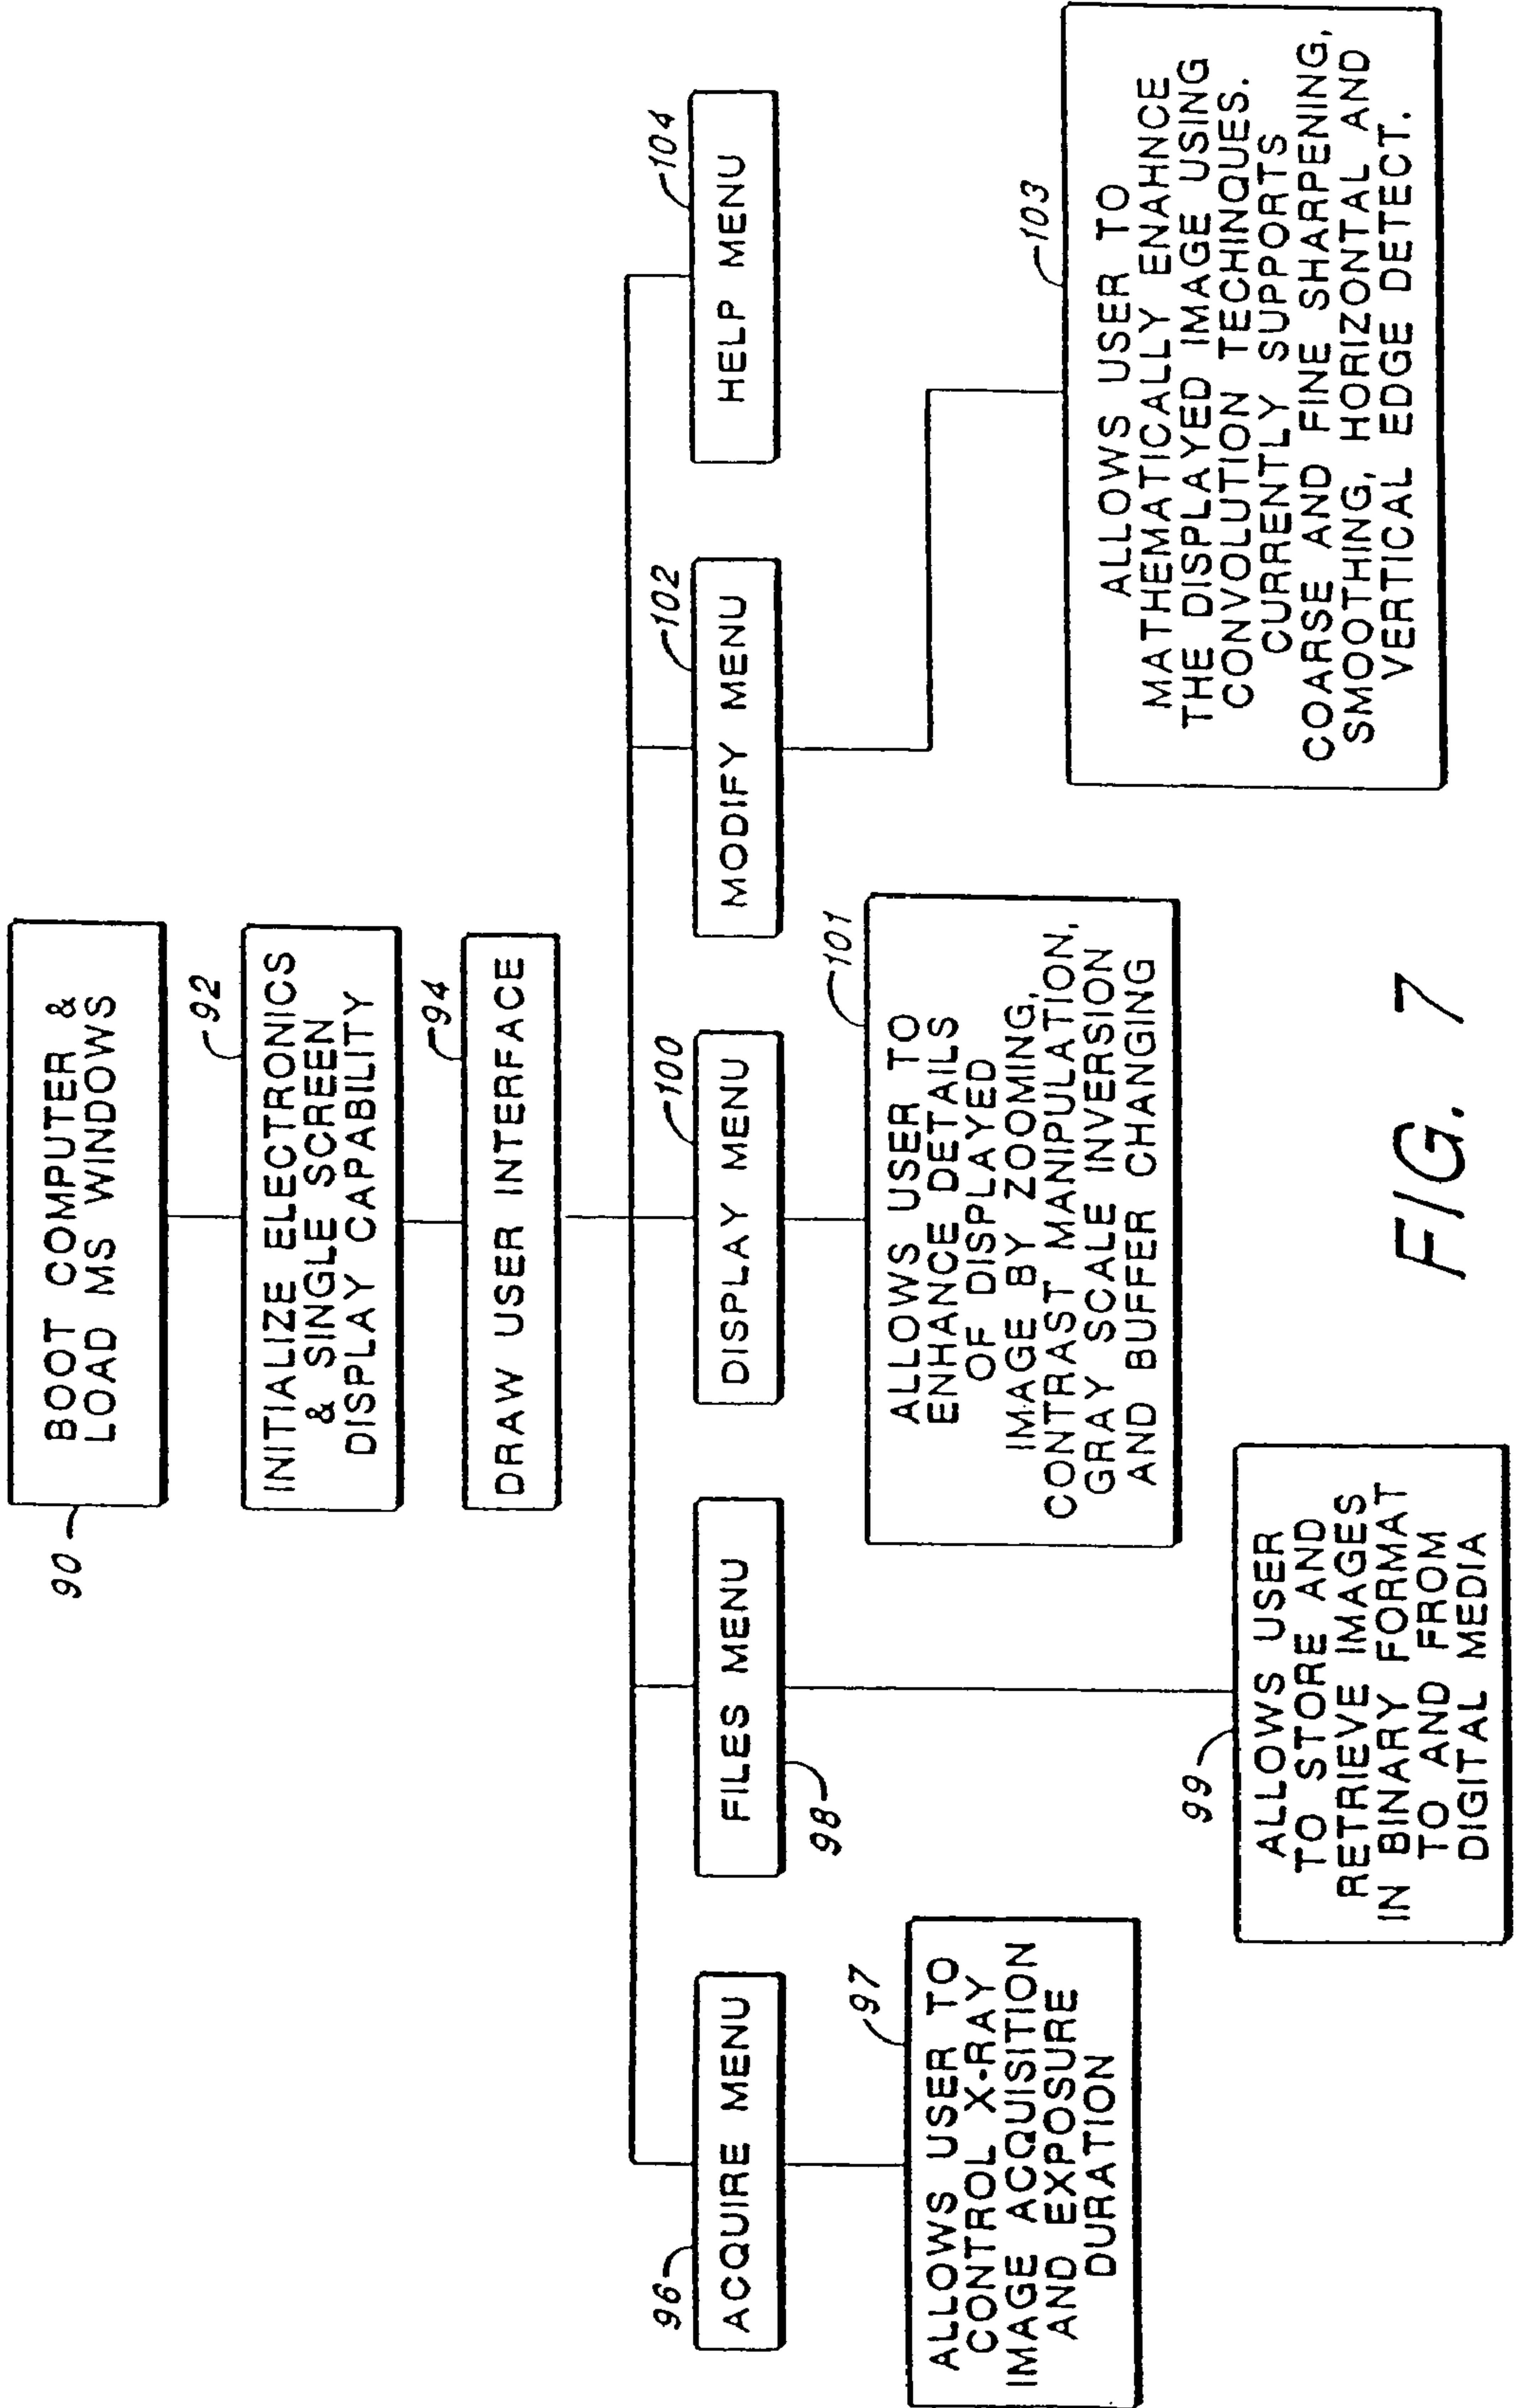 90
BOOT COMPUTER &
LOAD MS WINDOWS
92
INITIALIZE ELECTRONICS
& SINGLE SCREEN
DISPLAY CAPABILITY
94
DRAW USER INTERFACE
96
ACQUIRE MENU
FILES MENU
98
100
DISPLAY MENU
102
MODIFY MENU
104
HELP MENU
97
ALLOWS USER TO
CONTROL X-RAY
IMAGE ACQUISITION
AND EXPOSURE
DURATION
99
ALLOWS USER
TO STORE AND
RETRIEVE IMAGES
IN BINARY FORMAT
TO AND FROM
DIGITAL MEDIA
101
ALLOWS USER TO
ENHANCE DETAILS
OF DISPLAYED
IMAGE BY ZOOMING,
CONTRAST MANIPULATION,
GRAY SCALE INVERSION
AND BUFFER CHANGING
103
ALLOWS USER TO
MATHEMATICALLY ENAHNCE
THE DISPLAYED IMAGE USING
CONVOLUTION TECHINQUES.
CURRENTLY SUPPORTS
COARSE AND FINE SHARPENING,
SMOOTHING, HORIZONTAL AND
VERTICAL EDGE DETECT.
FIG. 7